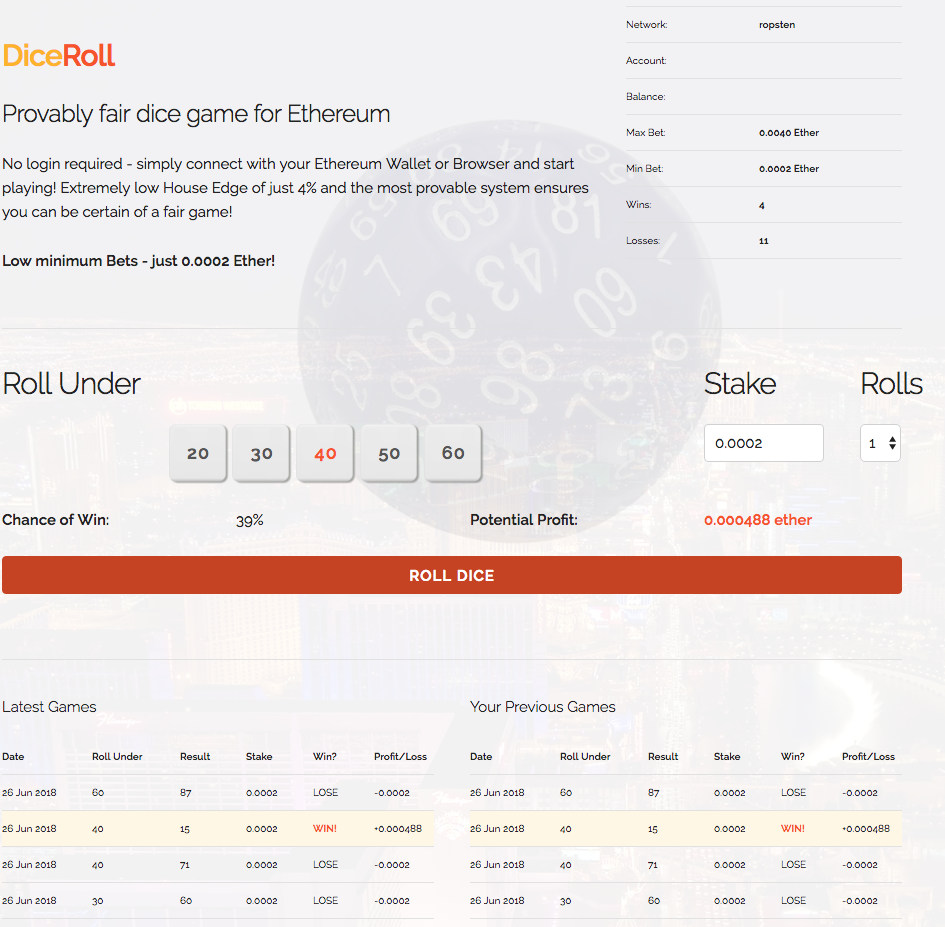 DiceRoll
Provably fair dice game for Ethereum
No login required - simply connect with your Ethereum Wallet or Browser and start
playing! Extremely low House Edge of just 4% and the most provable system ensures
you can be certain of a fair game!
Low minimum Bets - just 0.0002 Ether!
Network: ropsten
Account:
Balance:
Max Bet: 0.0040 Ether
Min Bet: 0.0002 Ether
Wins: 4
Losses: 11
Roll Under
20 30 40 50 60
Stake
0.0002
Rolls
1
Chance of Win: 39% Potential Profit: 0.000488 ether
ROLL DICE
Latest Games
Date Roll Under Result Stake Win? Profit/Loss
26 Jun 2018 60 87 0.0002 LOSE -0.0002
26 Jun 2018 40 15 0.0002 WIN! +0.000488
26 Jun 2018 40 71 0.0002 LOSE -0.0002
26 Jun 2018 30 60 0.0002 LOSE -0.0002
Your Previous Games
Date Roll Under Result Stake Win? Profit/Loss
26 Jun 2018 60 87 0.0002 LOSE -0.0002
26 Jun 2018 40 15 0.0002 WIN! +0.000488
26 Jun 2018 40 71 0.0002 LOSE -0.0002
26 Jun 2018 30 60 0.0002 LOSE -0.0002